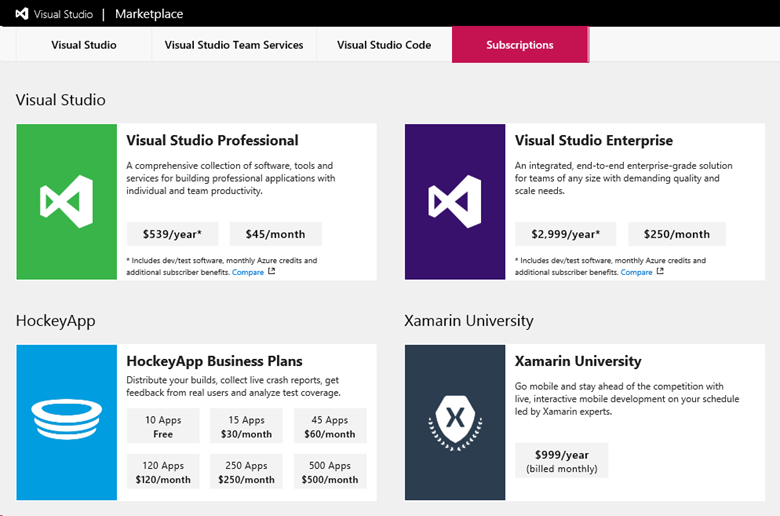 Visual Studio | Marketplace
Visual Studio
Visual Studio Team Services
Visual Studio Code
Subscriptions
Visual Studio
Visual Studio Professional
A comprehensive collection of software, tools and
services for building professional applications with
individual and team productivity.
$539/year*
$45/month
* Includes dev/test software, monthly Azure credits and
additional subscriber benefits. Compare
Visual Studio Enterprise
An integrated, end-to-end enterprise-grade solution
for teams of any size with demanding quality and
scale needs.
$2,999/year*
$250/month
* Includes dev/test software, monthly Azure credits and
additional subscriber benefits. Compare
HockeyApp
HockeyApp Business Plans
Distribute your builds, collect live crash reports, get
feedback from real users and analyze test coverage.
10 Apps
Free
15 Apps
$30/month
45 Apps
$60/month
120 Apps
$120/month
250 Apps
$250/month
500 Apps
$500/month
Xamarin University
X
Xamarin University
Go mobile and stay ahead of the competition with
live, interactive mobile development on your schedule
led by Xamarin experts.
$999/year
(billed monthly)